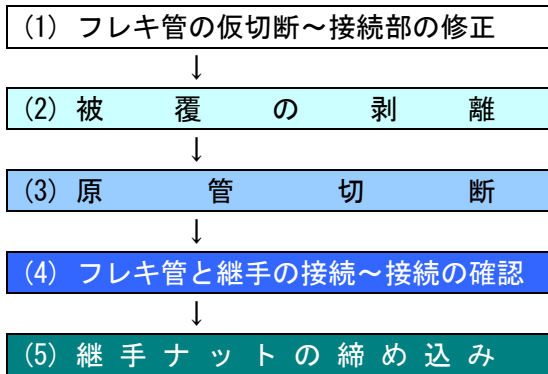 (1) フレキ管の仮切断～接続部の修正
↓
(2) 被覆の剥離
↓
(3) 原管切断
↓
(4) フレキ管と継手の接続～接続の確認
↓
(5) 継手ナットの締め込み